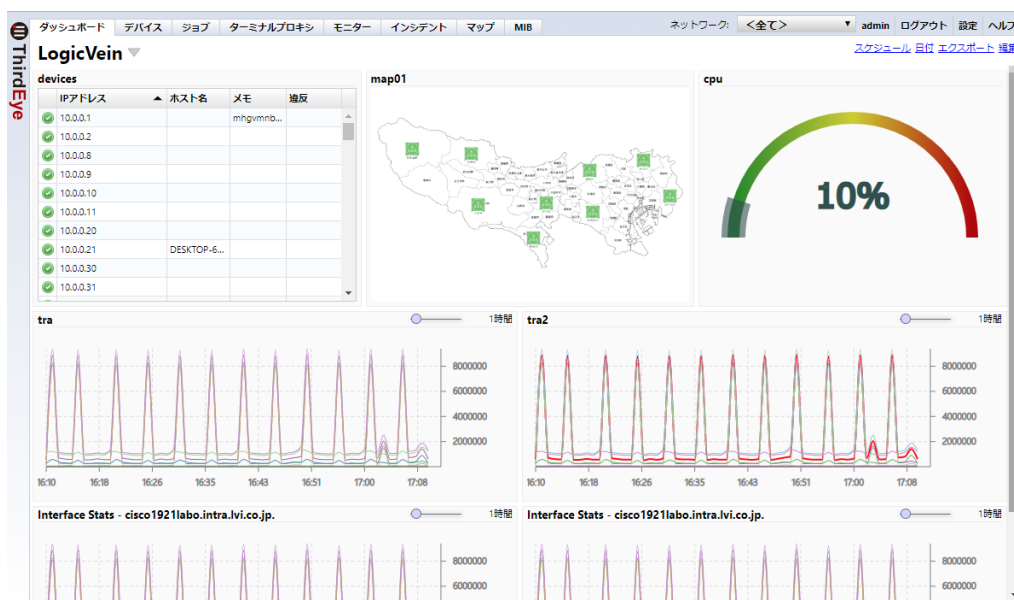 ThirdEye
ダッシュボード デバイス ジョブ ターミナルプロキシ モニター インシデント マップ MIB ネットワーク: <全て> admin ログアウト 設定 ヘルプ
LogicVein スケジュール 日付 エクスポート 編集
devices map01 cpu
IPアドレス ホスト名 メモ 違反
10.0.0.1 mhgvmnb...
10.0.0.2
10.0.0.8
10.0.0.9
10.0.0.10
10.0.0.11
10.0.0.20
10.0.0.21 DESKTOP-6...
10.0.0.30
10.0.0.31
10%
tra 1時間
8000000
6000000
4000000
2000000
16:10 16:18 16:26 16:35 16:43 16:51 17:00 17:08
tra2 1時間
8000000
6000000
4000000
2000000
16:10 16:18 16:26 16:35 16:43 16:51 17:00 17:08
Interface Stats - cisco1921labo.intra.lvi.co.jp. 1時間
8000000
6000000
Interface Stats - cisco1921labo.intra.lvi.co.jp. 1時間
8000000
6000000